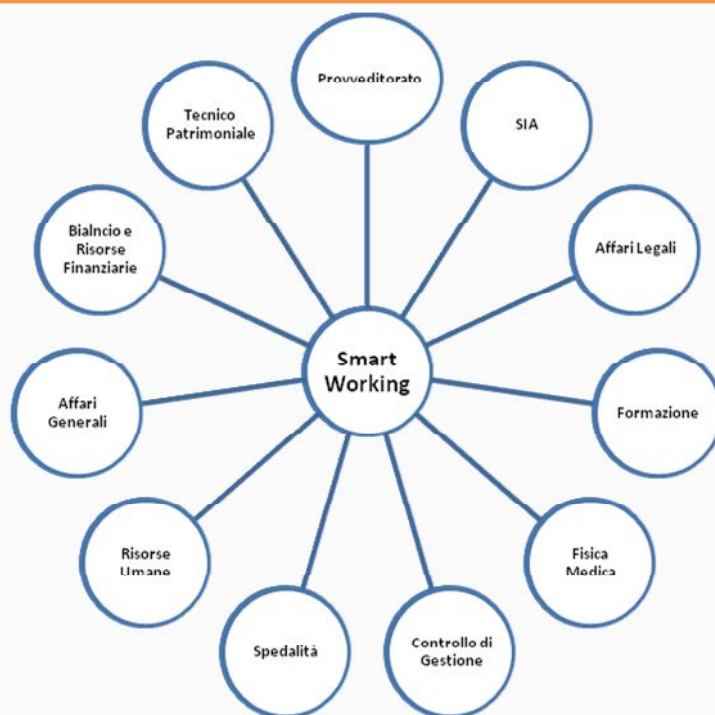 Provveditorato
SIA
Affari Legali
Formazione
Fisica
Medica
Controllo di
Gestione
Spedalità
Risorse
Umane
Affari
Generali
Bialncio e
Risorse
Finanziarie
Tecnico
Patrimoniale
Smart
Working